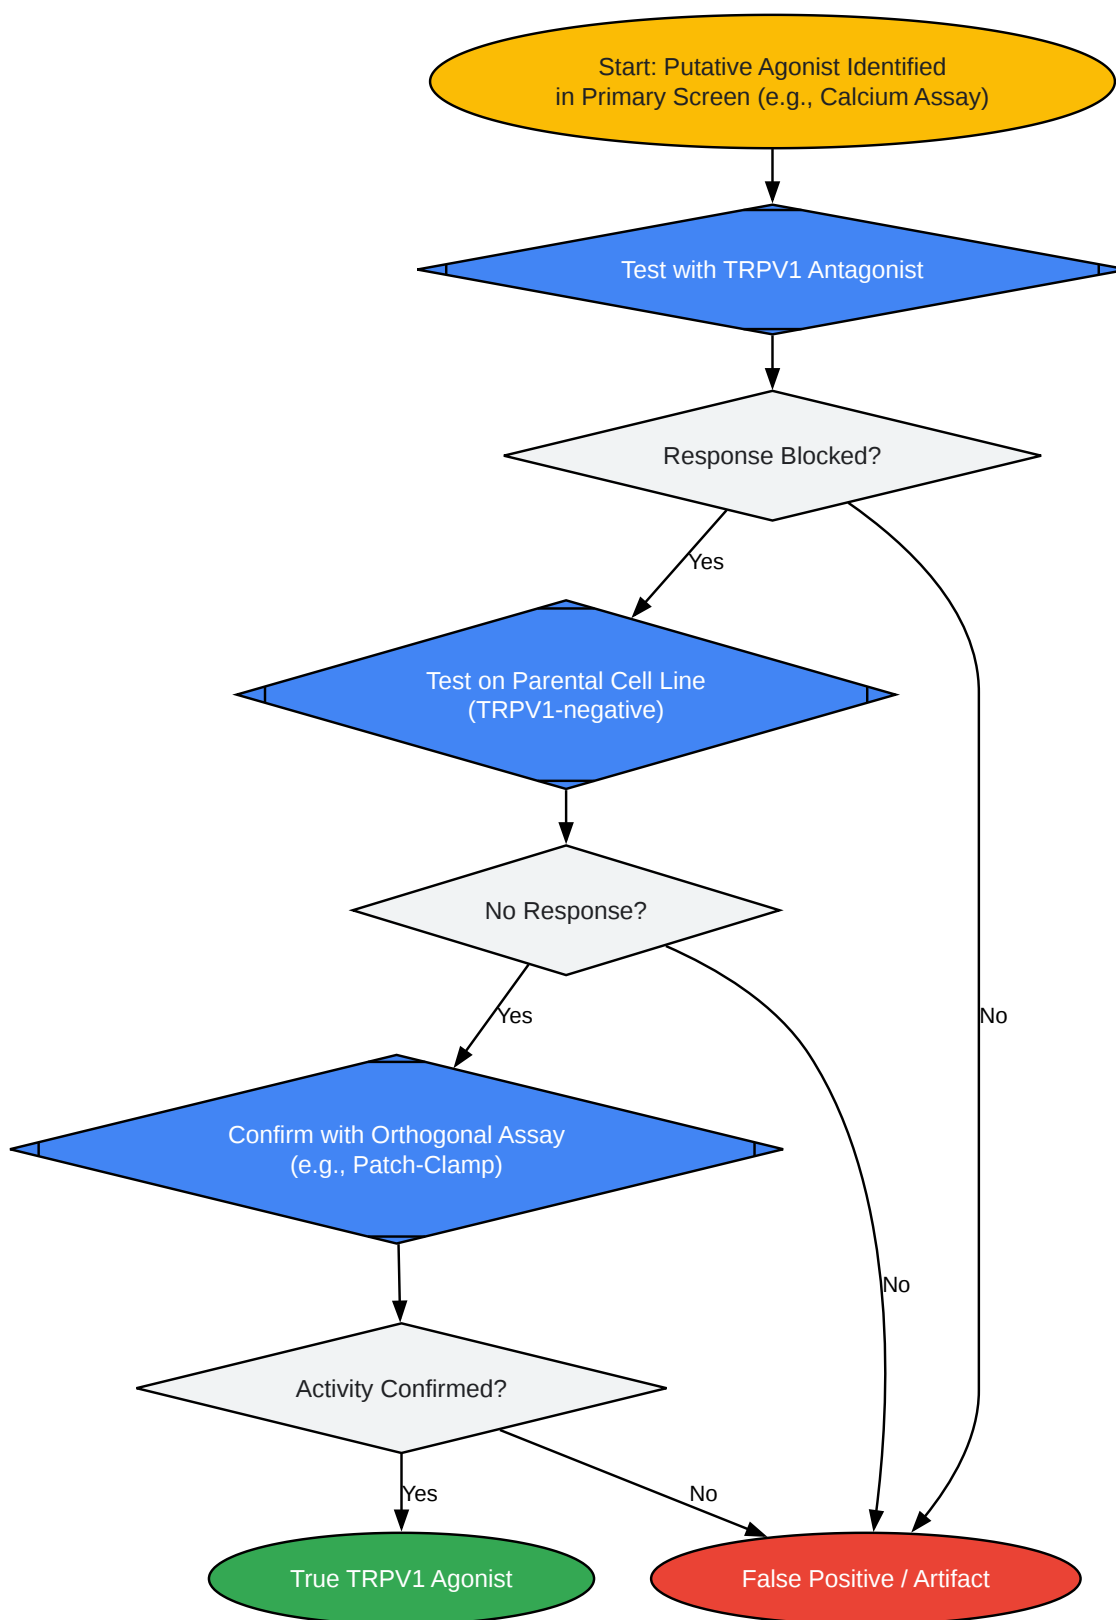 Start: Putative Agonist Identified
in Primary Screen (e.g., Calcium Assay)
Test with TRPV1 Antagonist
Response Blocked?
Yes
Test on Parental Cell Line
(TRPV1-negative)
No Response?
Yes
No
Confirm with Orthogonal Assay
(e.g., Patch-Clamp)
No
Activity Confirmed?
Yes
No
True TRPV1 Agonist
False Positive / Artifact